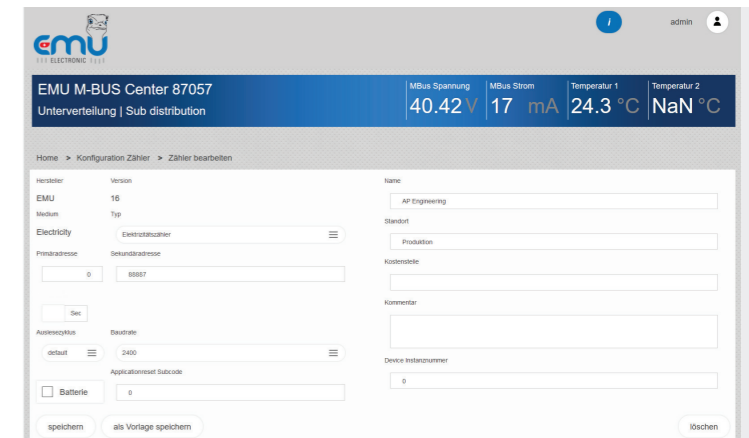 emu
ELECTRONIC
i
admin
EMU M-BUS Center 87057
Unterverteilung | Sub distribution
MBus Spannung
40.42 V
MBus Strom
17 mA
Temperatur 1
24.3 °C
Temperatur 2
NaN °C
Home > Konfiguration Zähler > Zähler bearbeiten
Hersteller
Version
EMU
16
Medium
Typ
Electricity
Elektrizitätszähler
Primäradresse
Sekundäradresse
0
88887
Sec
Auslesezyklus
Baudrate
default
2400
Applicationreset Subcode
Batterie
0
Name
AP Engineering
Standort
Produktion
Kostenstelle
Kommentar
Device Instanznummer
0
speichern
als Vorlage speichern
löschen